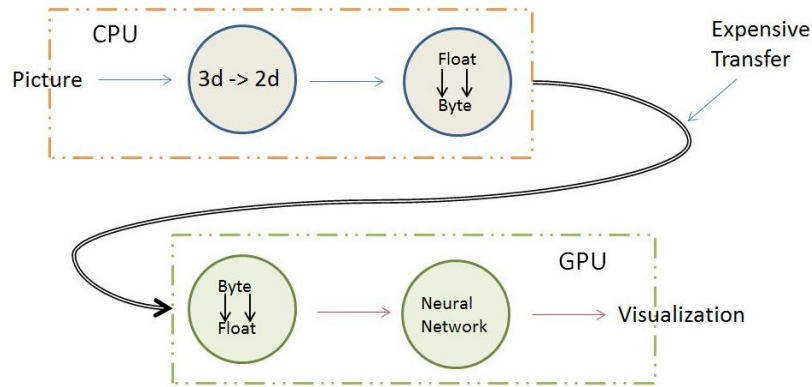 CPU
Expensive
Transfer
Picture
3d -> 2d
Float
Byte
GPU
Byte
Float
Neural
Network
Visualization